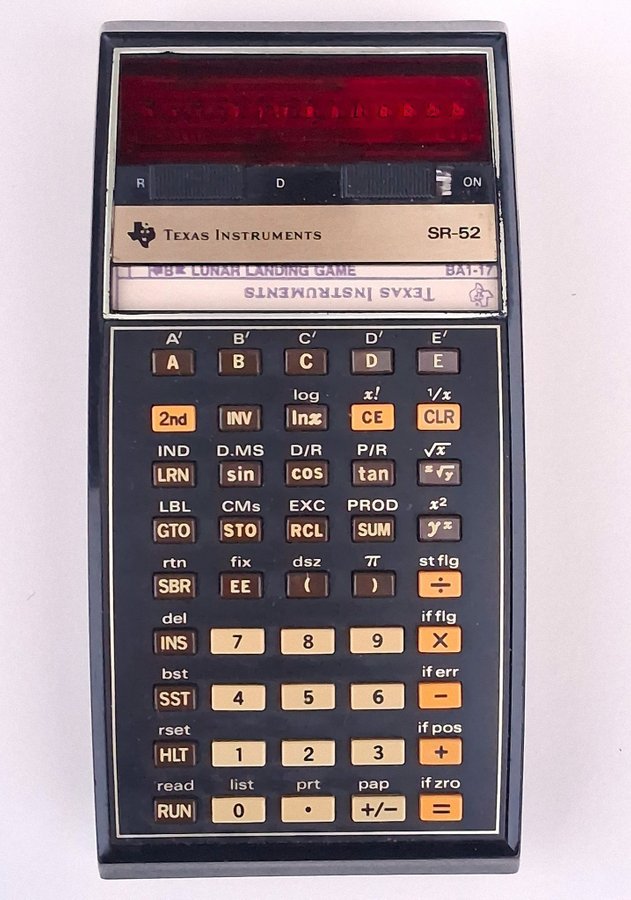 R D ON
TEXAS INSTRUMENTS SR-52
B LUNAR LANDING GAME BA1-17
TEXAS INSTRUMENTS
A′ B′ C′ D′ E′
A B C D E
log x! 1/x
2nd INV lnx CE CLR
IND D.MS D/R P/R √x
LRN sin cos tan ˣ√y
LBL CMs EXC PROD x²
GTO STO RCL SUM yˣ
rtn fix dsz π st flg
SBR EE ( ) ÷
del if flg
INS 7 8 9 ×
bst if err
SST 4 5 6 −
rset if pos
HLT 1 2 3 +
read list prt pap if zro
RUN 0 . +/− =